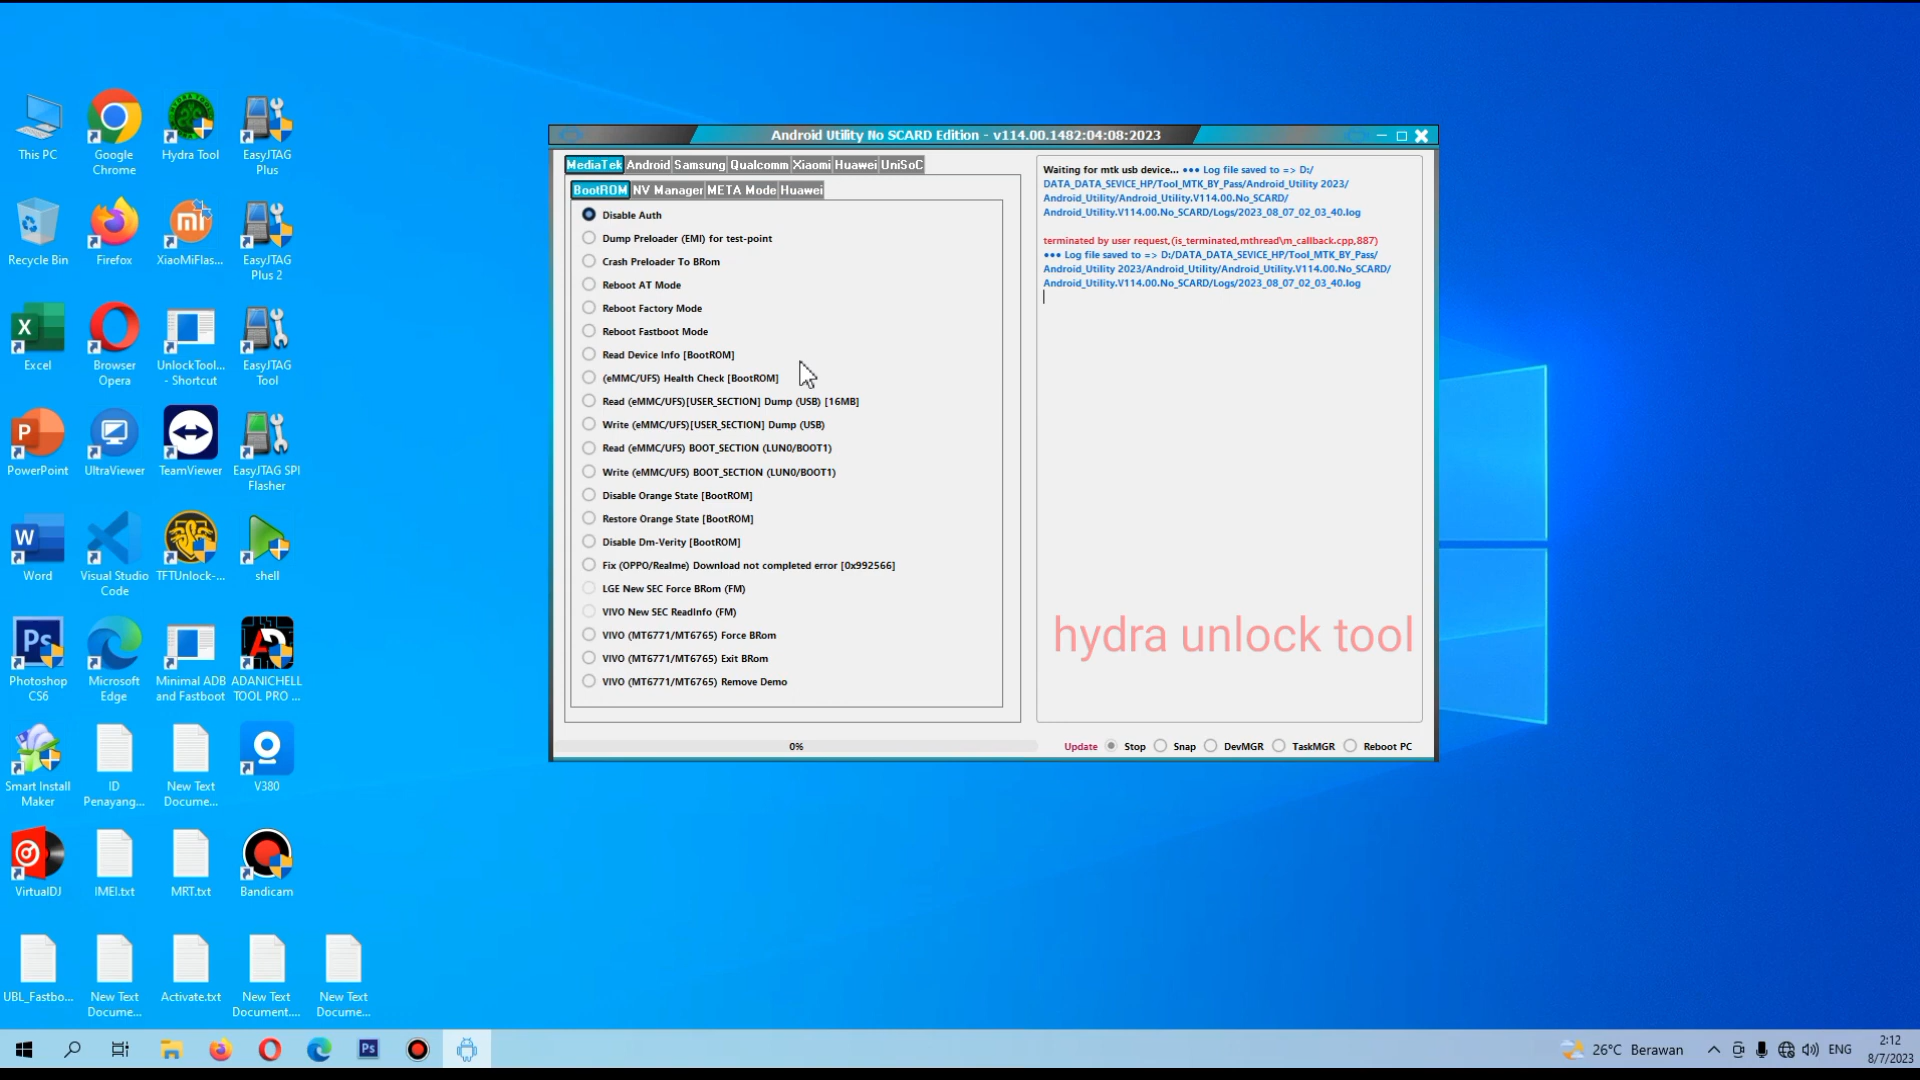 This PC
Google
Chrome
Hydra Tool
EasyJTAG
Plus
Recycle Bin
Firefox
XiaoMiFlas...
EasyJTAG
Plus 2
Excel
Browser
Opera
UnlockTool...
- Shortcut
EasyJTAG
Tool
PowerPoint
UltraViewer
TeamViewer
EasyJTAG SPI
Flasher
Word
Visual Studio
Code
TFTUnlock-...
shell
Photoshop
CS6
Microsoft
Edge
Minimal ADB
and Fastboot
ADANICHELL
TOOL PRO ...
Smart Install
Maker
ID
Penayang...
New Text
Docume...
V380
VirtualDJ
IMEI.txt
MRT.txt
Bandicam
UBL_Fastbo...
New Text
Docume...
Activate.txt
New Text
Document....
New Text
Docume...
Android Utility No SCARD Edition - v114.00.1482:04:08:2023
MediaTek Android Samsung Qualcomm Xiaomi Huawei UniSoC
BootROM NV Manager META Mode Huawei
Disable Auth
Dump Preloader (EMI) for test-point
Crash Preloader To BRom
Reboot AT Mode
Reboot Factory Mode
Reboot Fastboot Mode
Read Device Info [BootROM]
(eMMC/UFS) Health Check [BootROM]
Read (eMMC/UFS)[USER_SECTION] Dump (USB) [16MB]
Write (eMMC/UFS)[USER_SECTION] Dump (USB)
Read (eMMC/UFS) BOOT_SECTION (LUN0/BOOT1)
Write (eMMC/UFS) BOOT_SECTION (LUN0/BOOT1)
Disable Orange State [BootROM]
Restore Orange State [BootROM]
Disable Dm-Verity [BootROM]
Fix (OPPO/Realme) Download not completed error [0x992566]
LGE New SEC Force BRom (FM)
VIVO New SEC ReadInfo (FM)
VIVO (MT6771/MT6765) Force BRom
VIVO (MT6771/MT6765) Exit BRom
VIVO (MT6771/MT6765) Remove Demo
Waiting for mtk usb device... ••• Log file saved to => D:/
DATA_DATA_SEVICE_HP/Tool_MTK_BY_Pass/Android_Utility 2023/
Android_Utility/Android_Utility.V114.00.No_SCARD/
Android_Utility.V114.00.No_SCARD/Logs/2023_08_07_02_03_40.log
terminated by user request,(is_terminated,mthread\m_callback.cpp,887)
••• Log file saved to => D:/DATA_DATA_SEVICE_HP/Tool_MTK_BY_Pass/
Android_Utility 2023/Android_Utility/Android_Utility.V114.00.No_SCARD/
Android_Utility.V114.00.No_SCARD/Logs/2023_08_07_02_03_40.log
hydra unlock tool
0%
Update Stop Snap DevMGR TaskMGR Reboot PC
26°C Berawan
ENG
2:12
8/7/2023